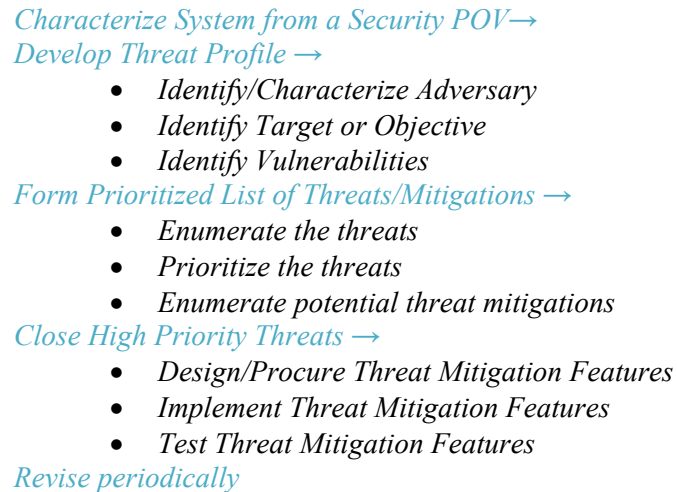 Characterize System from a Security POV→
Develop Threat Profile →
• Identify/Characterize Adversary
• Identify Target or Objective
• Identify Vulnerabilities
Form Prioritized List of Threats/Mitigations →
• Enumerate the threats
• Prioritize the threats
• Enumerate potential threat mitigations
Close High Priority Threats →
• Design/Procure Threat Mitigation Features
• Implement Threat Mitigation Features
• Test Threat Mitigation Features
Revise periodically